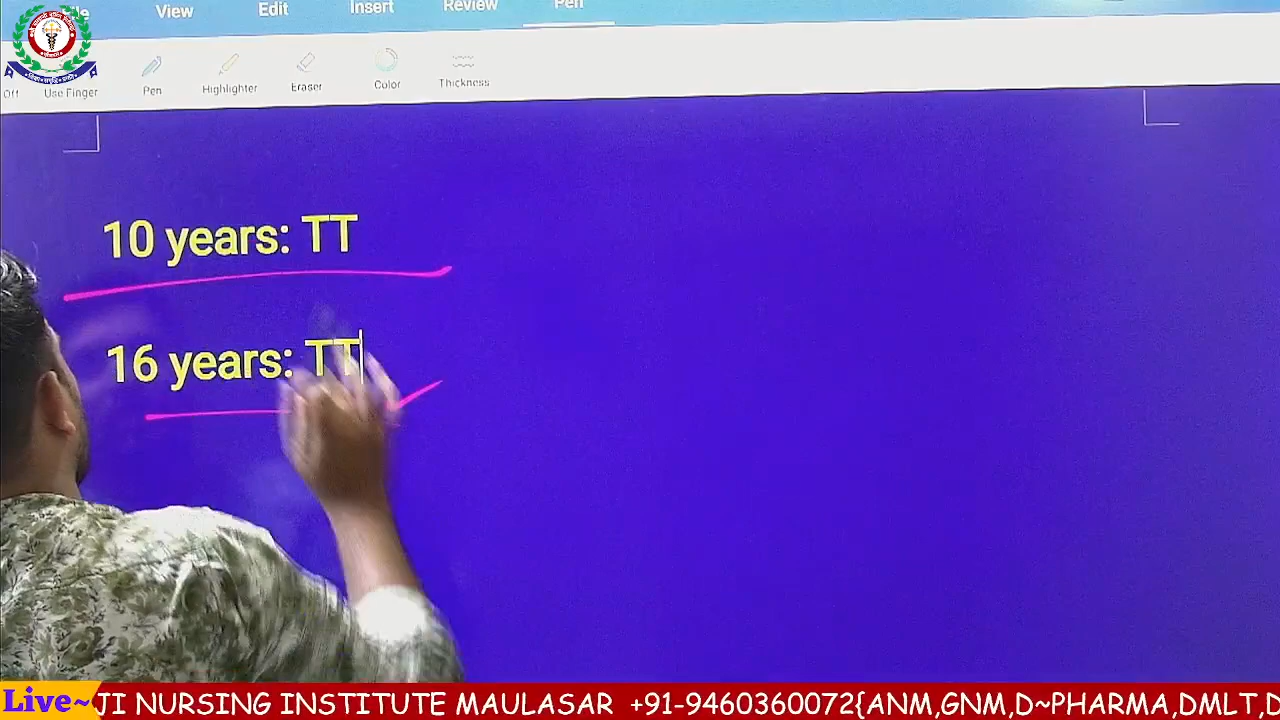 View Edit Insert Review Pen
Off Use Finger Pen Highlighter Eraser Color Thickness
10 years: TT
16 years: TT
Live~ JI NURSING INSTITUTE MAULASAR +91-9460360072{ANM,GNM,D~PHARMA,DMLT,D